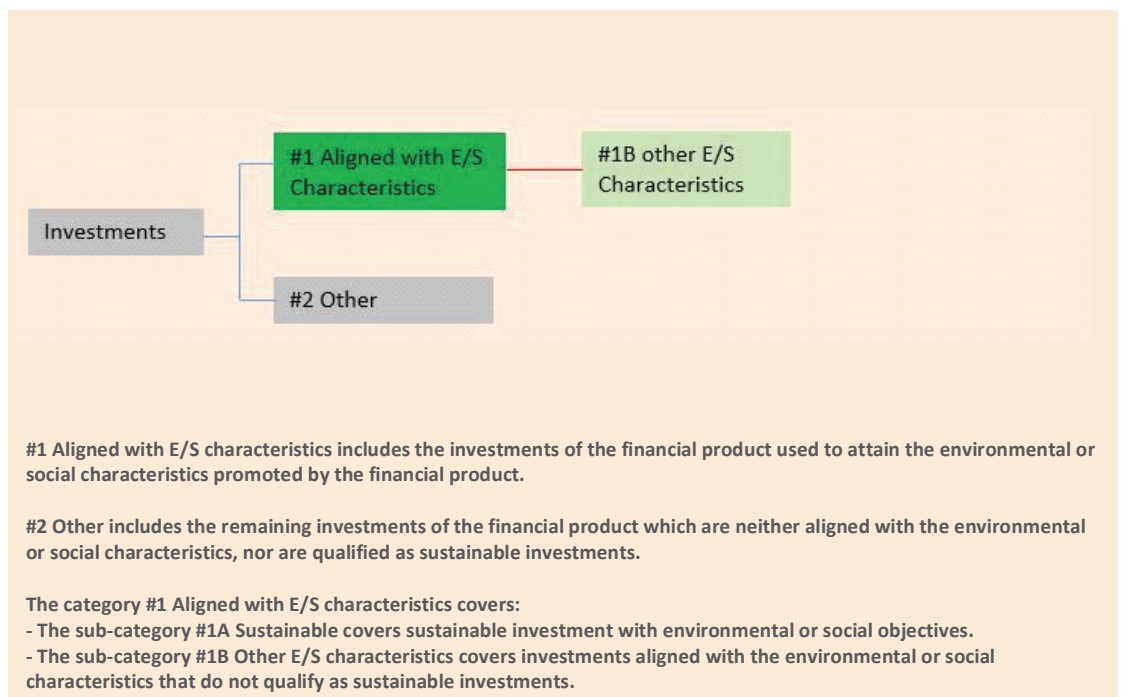 #1 Aligned with E/S
Characteristics
#1B other E/S
Characteristics
Investments
#2 Other
#1 Aligned with E/S characteristics includes the investments of the financial product used to attain the environmental or
social characteristics promoted by the financial product.
#2 Other includes the remaining investments of the financial product which are neither aligned with the environmental
or social characteristics, nor are qualified as sustainable investments.
The category #1 Aligned with E/S characteristics covers:
- The sub-category #1A Sustainable covers sustainable investment with environmental or social objectives.
- The sub-category #1B Other E/S characteristics covers investments aligned with the environmental or social
characteristics that do not qualify as sustainable investments.